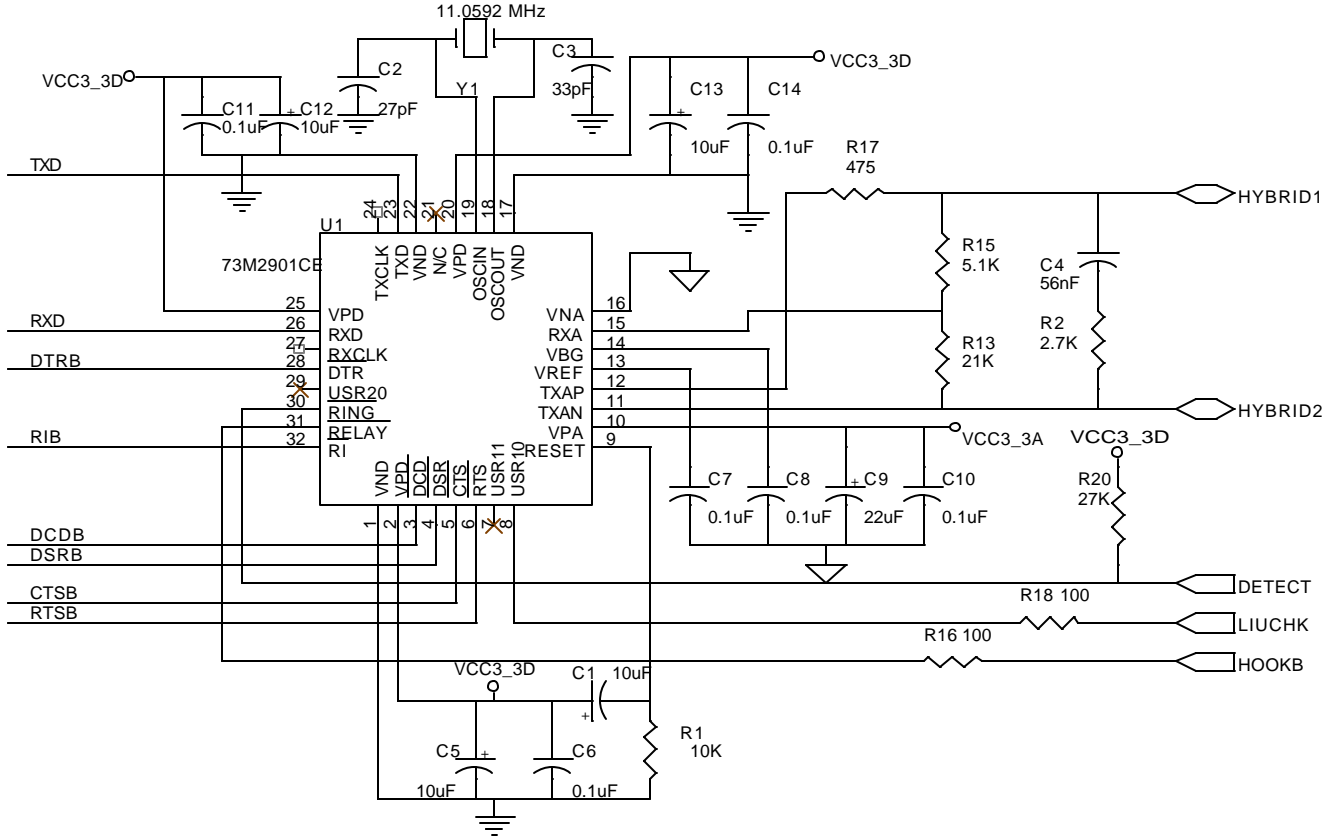 11.0592 MHz
C2
27pF
Y1
C3
33pF
VCC3_3D
C11
0.1uF
+ C12
10uF
VCC3_3D
C13
+
10uF
C14
0.1uF
TXD
R17
475
HYBRID1
24 23 22 21 20 19 18 17
U1
73M2901CE
TXCLK
TXD
VND
N/C
VPD
OSCIN
OSCOUT
VND
R15
5.1K
C4
56nF
R13
21K
R2
2.7K
25
VPD
RXD
26
RXD
27
RXCLK
DTRB
28
DTR
29
USR20
30
RING
31
RELAY
RIB
32
RI
16
VNA
15
RXA
14
VBG
13
VREF
12
TXAP
11
TXAN
10
VPA
9
RESET
HYBRID2
VCC3_3A
VCC3_3D
R20
27K
VND
VPD
DCD
DSR
CTS
RTS
USR11
USR10
1 2 3 4 5 6 7 8
C7
0.1uF
C8
0.1uF
+ C9
22uF
C10
0.1uF
DCDB
DSRB
CTSB
RTSB
DETECT
R18 100
LIUCHK
R16 100
HOOKB
VCC3_3D
C1
10uF
+
R1
10K
C5
+
10uF
C6
0.1uF